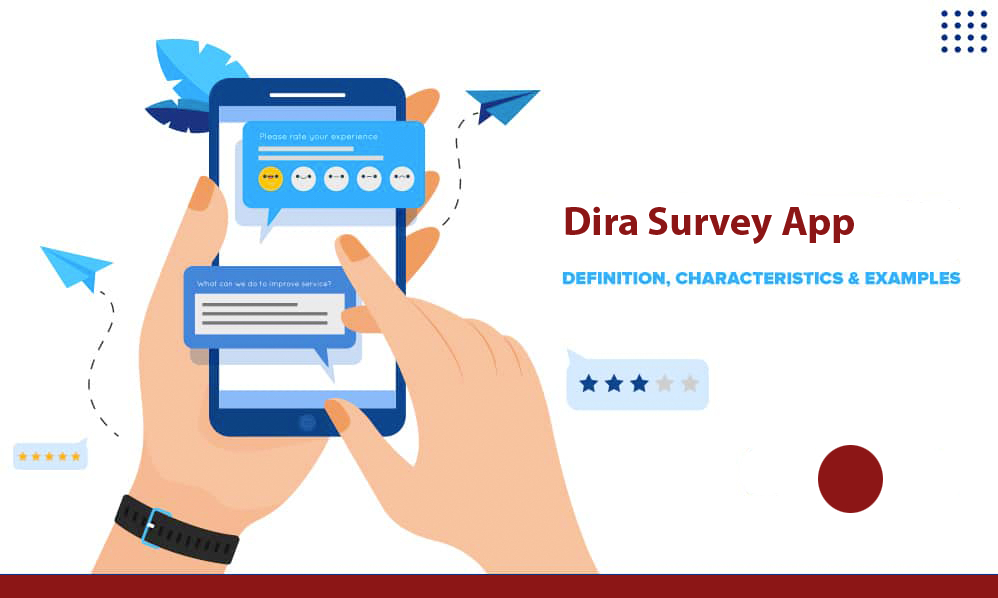 Please rate your experience
What can we do to improve service?
Dira Survey App
DEFINITION, CHARACTERISTICS & EXAMPLES